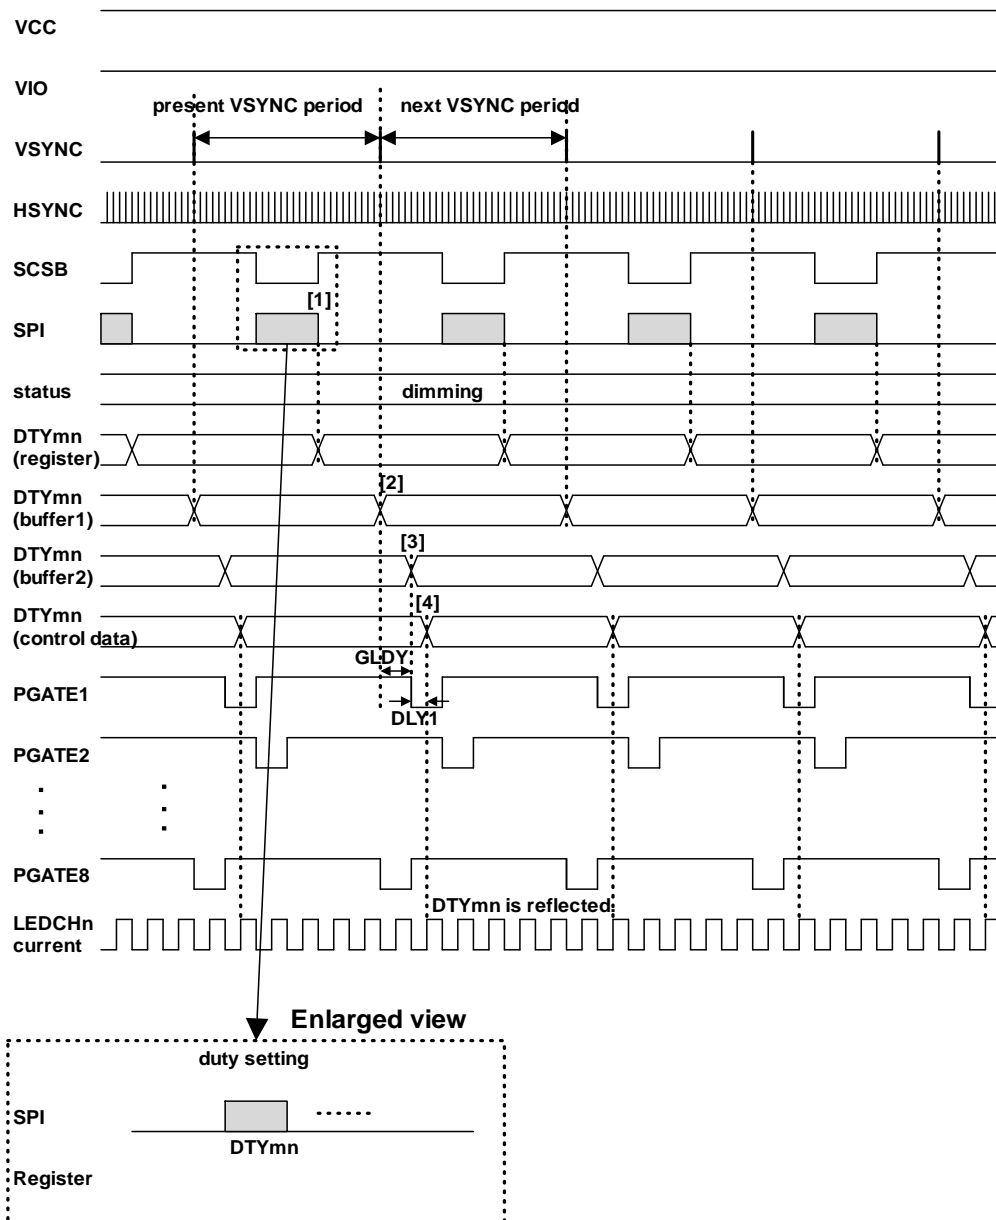 VCC
VIO
present VSYNC period
next VSYNC period
VSYNC
HSYNC
SCSB
[1]
SPI
status
dimming
DTYmn
(register)
[2]
DTYmn
(buffer1)
[3]
DTYmn
(buffer2)
[4]
DTYmn
(control data)
GLDY
PGATE1
DLY1
PGATE2
PGATE8
DTYmn is reflected
LEDCHn
current
Enlarged view
duty setting
SPI
DTYmn
Register